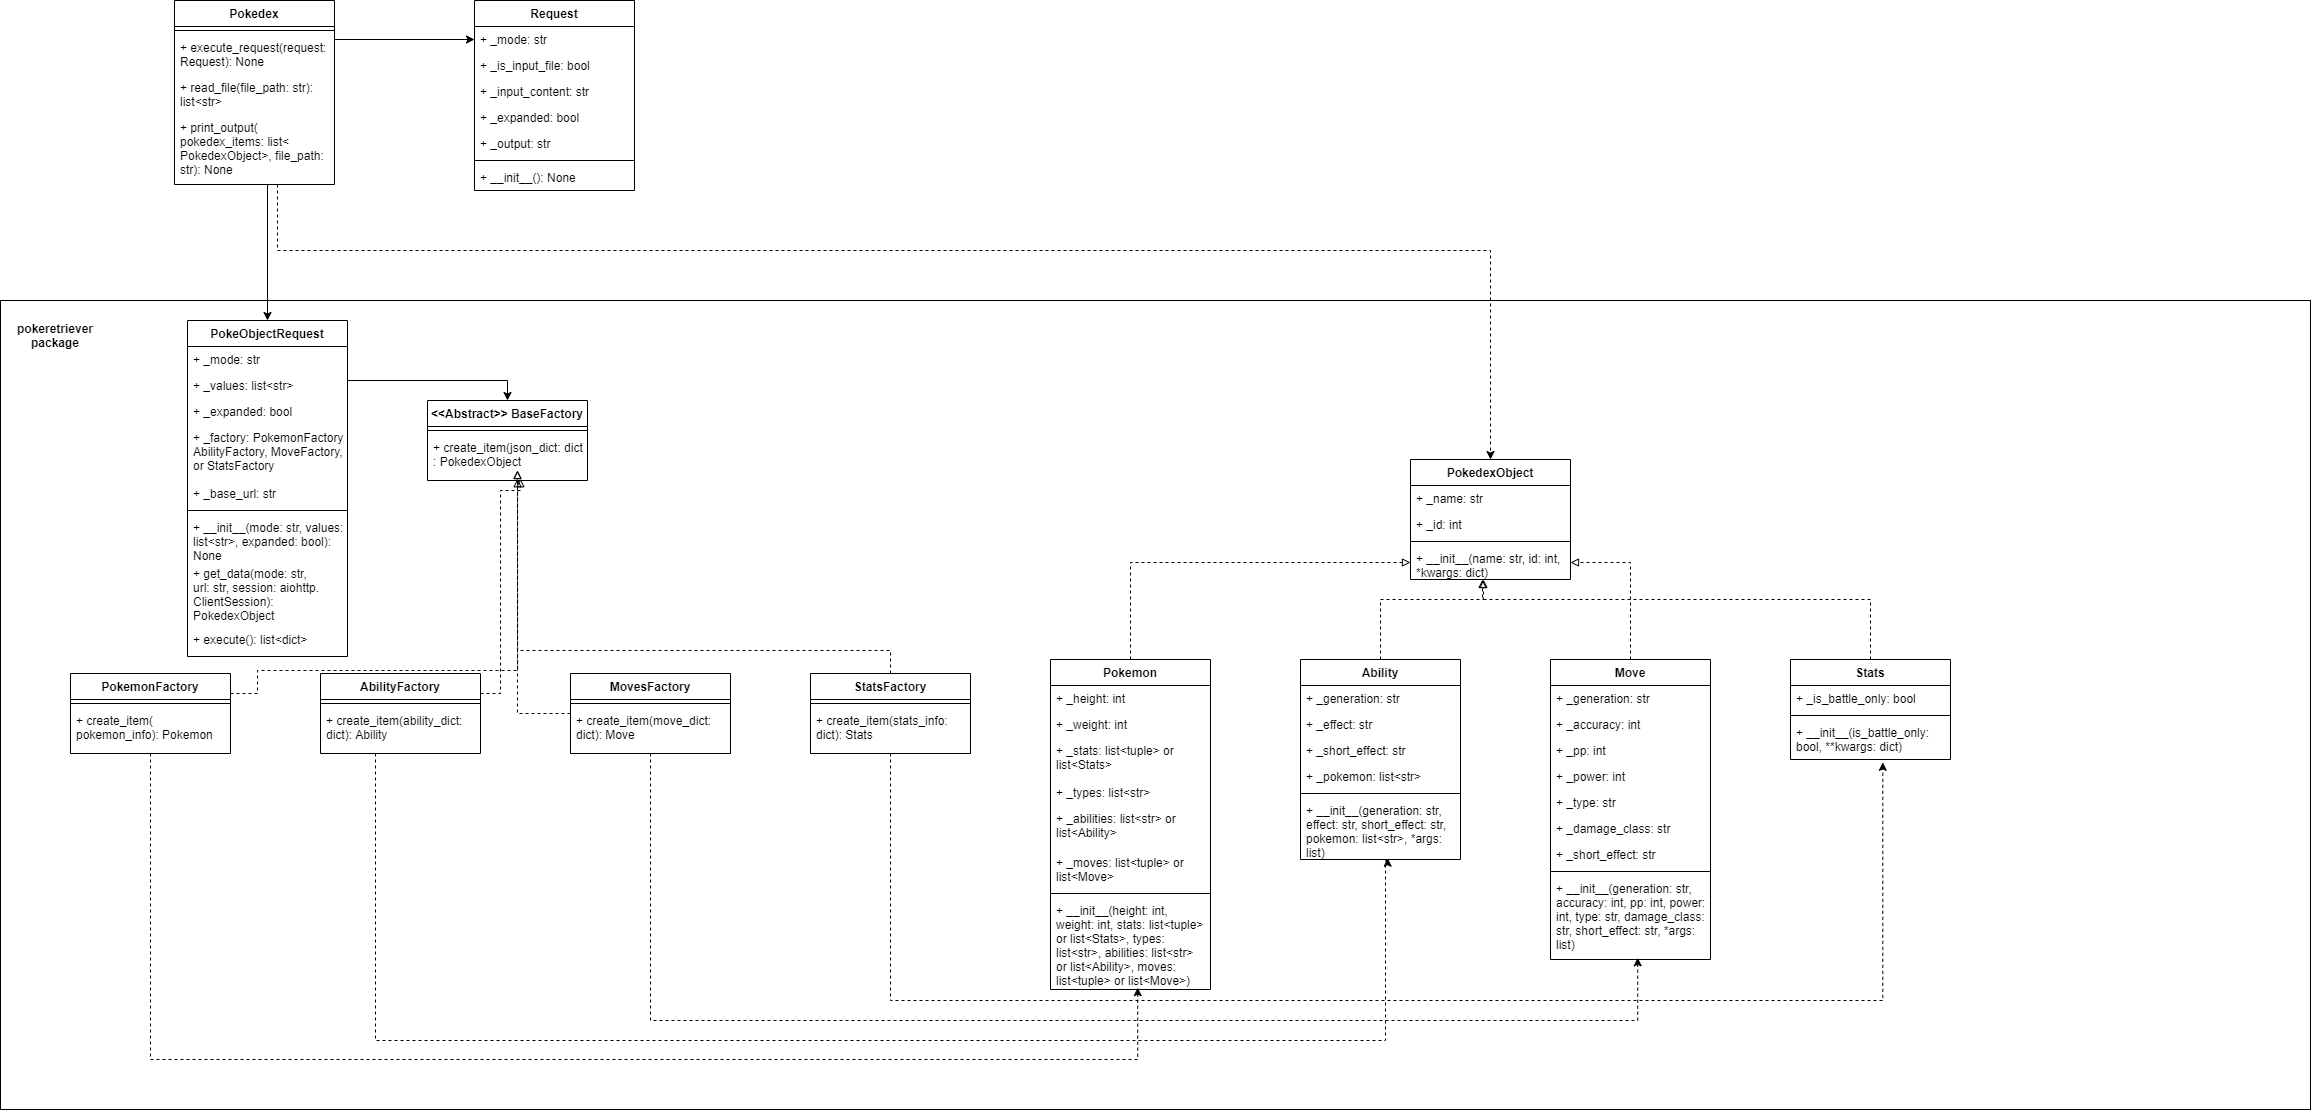 Pokedex
+ execute_request(request:
Request): None
+ read_file(file_path: str):
list<str>
+ print_output(
pokedex_items: list<
PokedexObject>, file_path:
str): None
Request
+ _mode: str
+ _is_input_file: bool
+ _input_content: str
+ _expanded: bool
+ _output: str
+ __init__(): None
pokeretriever
package
PokeObjectRequest
+ _mode: str
+ _values: list<str>
+ _expanded: bool
+ _factory: PokemonFactory
AbilityFactory, MoveFactory,
or StatsFactory
+ _base_url: str
+ __init__(mode: str, values:
list<str>, expanded: bool):
None
+ get_data(mode: str,
url: str, session: aiohttp.
ClientSession):
PokedexObject
+ execute(): list<dict>
<<Abstract>> BaseFactory
+ create_item(json_dict: dict
: PokedexObject
PokedexObject
+ _name: str
+ _id: int
+ __init__(name: str, id: int,
*kwargs: dict)
PokemonFactory
+ create_item(
pokemon_info): Pokemon
AbilityFactory
+ create_item(ability_dict:
dict): Ability
MovesFactory
+ create_item(move_dict:
dict): Move
StatsFactory
+ create_item(stats_info:
dict): Stats
Pokemon
+ _height: int
+ _weight: int
+ _stats: list<tuple> or
list<Stats>
+ _types: list<str>
+ _abilities: list<str> or
list<Ability>
+ _moves: list<tuple> or
list<Move>
+ __init__(height: int,
weight: int, stats: list<tuple>
or list<Stats>, types:
list<str>, abilities: list<str>
or list<Ability>, moves:
list<tuple> or list<Move>)
Ability
+ _generation: str
+ _effect: str
+ _short_effect: str
+ _pokemon: list<str>
+ __init__(generation: str,
effect: str, short_effect: str,
pokemon: list<str>, *args:
list)
Move
+ _generation: str
+ _accuracy: int
+ _pp: int
+ _power: int
+ _type: str
+ _damage_class: str
+ _short_effect: str
+ __init__(generation: str,
accuracy: int, pp: int, power:
int, type: str, damage_class:
str, short_effect: str, *args:
list)
Stats
+ _is_battle_only: bool
+ __init__(is_battle_only:
bool, **kwargs: dict)